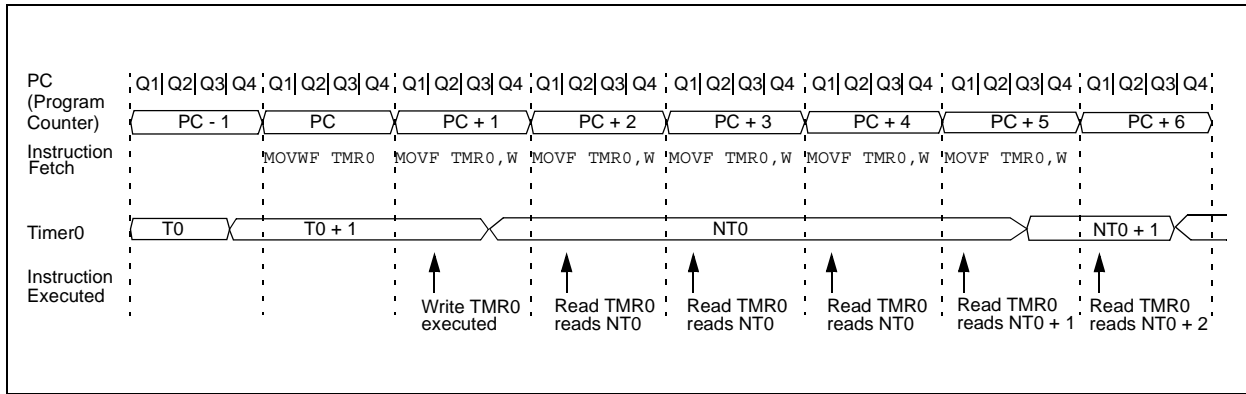 PC
(Program
Counter)
Q1 Q2 Q3 Q4 Q1 Q2 Q3 Q4 Q1 Q2 Q3 Q4 Q1 Q2 Q3 Q4 Q1 Q2 Q3 Q4 Q1 Q2 Q3 Q4 Q1 Q2 Q3 Q4 Q1 Q2 Q3 Q4
PC - 1 PC PC + 1 PC + 2 PC + 3 PC + 4 PC + 5 PC + 6
Instruction
Fetch
MOVWF TMR0 MOVF TMR0,W MOVF TMR0,W MOVF TMR0,W MOVF TMR0,W MOVF TMR0,W
Timer0
T0 T0 + 1 NT0 NT0 + 1
Instruction
Executed
Write TMR0
executed
Read TMR0
reads NT0
Read TMR0
reads NT0
Read TMR0
reads NT0
Read TMR0
reads NT0 + 1
Read TMR0
reads NT0 + 2